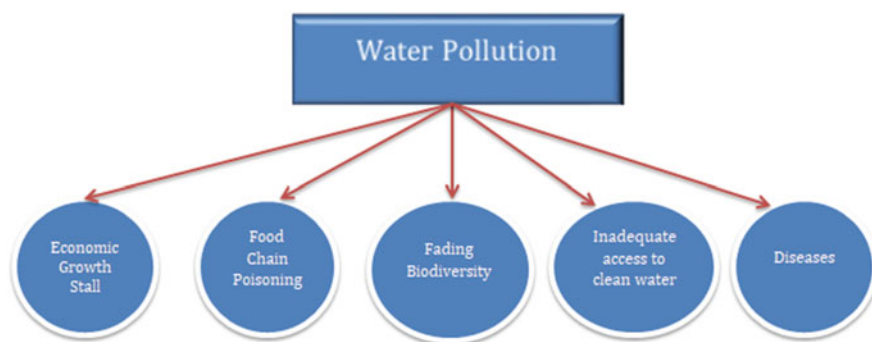 Water Pollution
Economic
Growth
Stall
Food
Chain
Poisoning
Fading
Biodiversity
Inadequate
access to
clean water
Diseases